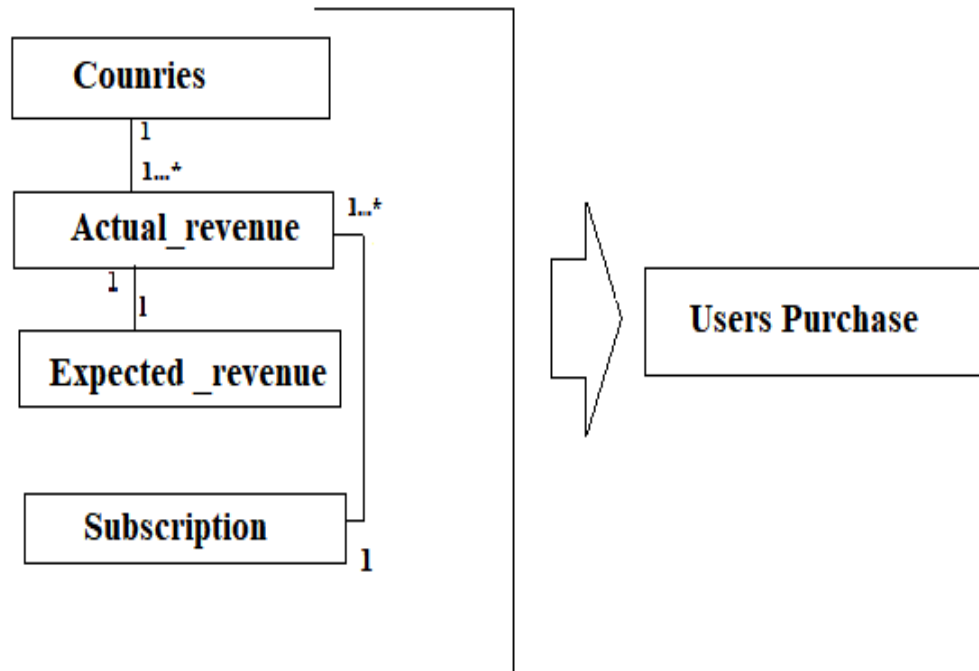 Counries
1
1...*
Actual_revenue
1...*
1
1
Expected _revenue
Subscription
1
Users Purchase